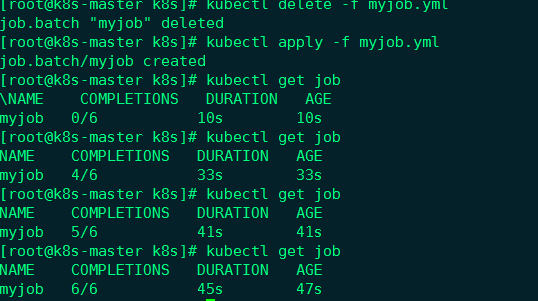 [root@k8s-master k8s]# kubectl delete -f myjob.yml
job.batch "myjob" deleted
[root@k8s-master k8s]# kubectl apply -f myjob.yml
job.batch/myjob created
[root@k8s-master k8s]# kubectl get job
\NAME    COMPLETIONS   DURATION   AGE
myjob   0/6           10s        10s
[root@k8s-master k8s]# kubectl get job
NAME    COMPLETIONS   DURATION   AGE
myjob   4/6           33s        33s
[root@k8s-master k8s]# kubectl get job
NAME    COMPLETIONS   DURATION   AGE
myjob   5/6           41s        41s
[root@k8s-master k8s]# kubectl get job
NAME    COMPLETIONS   DURATION   AGE
myjob   6/6           45s        47s